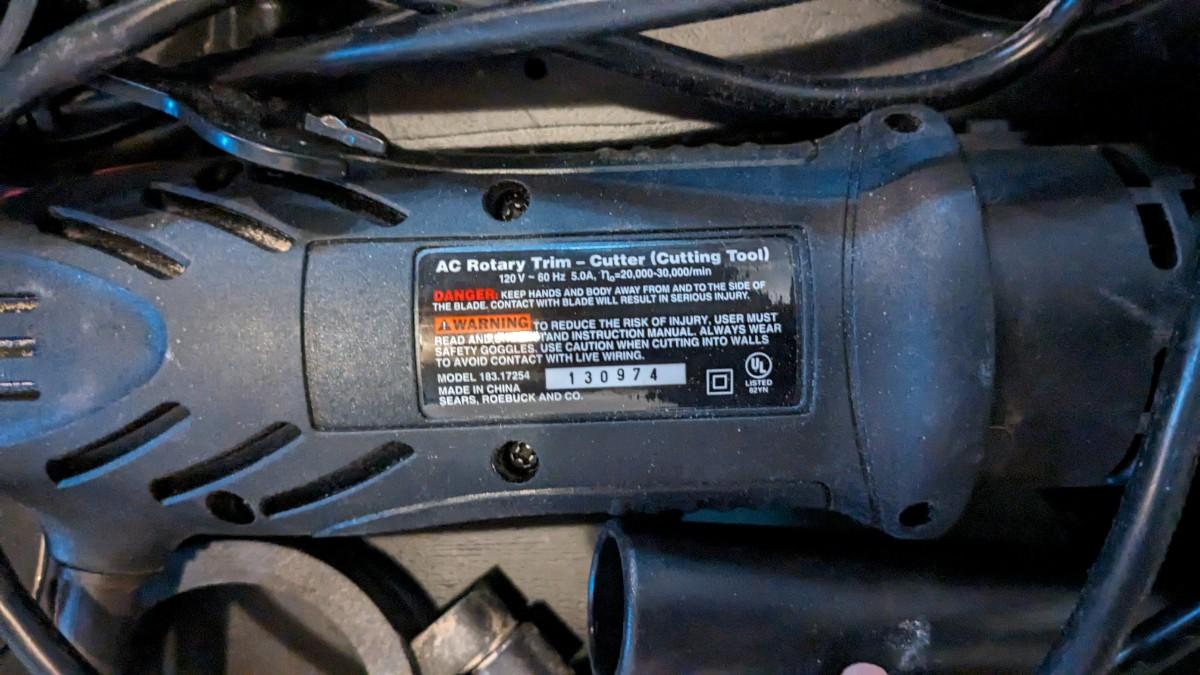 AC Rotary Trim – Cutter (Cutting Tool)
120 V ~ 60 Hz 5.0A, n₀=20,000-30,000/min
DANGER: KEEP HANDS AND BODY AWAY FROM AND TO THE SIDE OF
THE BLADE. CONTACT WITH BLADE WILL RESULT IN SERIOUS INJURY.
⚠WARNING TO REDUCE THE RISK OF INJURY, USER MUST
READ AND INSTRUCTION MANUAL. ALWAYS WEAR
SAFETY GOGGLES. USE CAUTION WHEN CUTTING INTO WALLS
TO AVOID CONTACT WITH LIVE WIRING.
MODEL 183.17254
MADE IN CHINA
SEARS, ROEBUCK AND CO.
130974
UL
LISTED
82YN